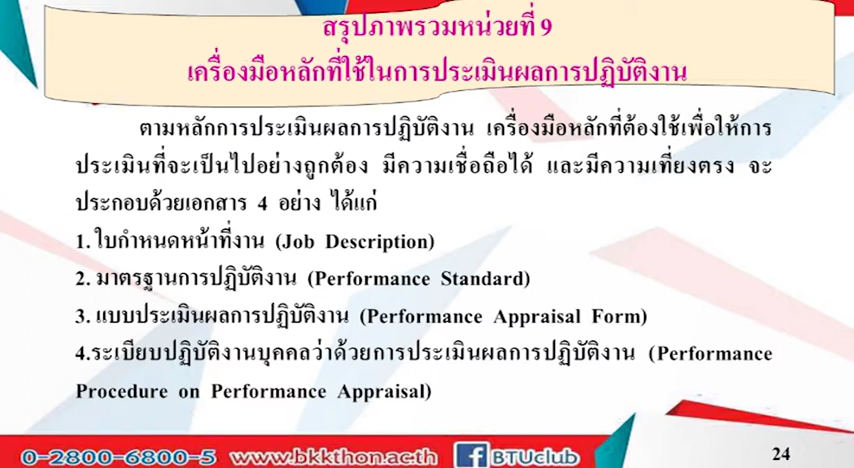 สรุปภาพรวมหน่วยที่ 9
เครื่องมือหลักที่ใช้ในการประเมินผลการปฏิบัติงาน
ตามหลักการประเมินผลการปฏิบัติงาน เครื่องมือหลักที่ต้องใช้เพื่อให้การ
ประเมินที่จะเป็นไปอย่างถูกต้อง มีความเชื่อถือได้ และมีความเที่ยงตรง จะ
ประกอบด้วยเอกสาร 4 อย่าง ได้แก่
1. ใบกำหนดหน้าที่งาน (Job Description)
2. มาตรฐานการปฏิบัติงาน (Performance Standard)
3. แบบประเมินผลการปฏิบัติงาน (Performance Appraisal Form)
4.ระเบียบปฏิบัติงานบุคคลว่าด้วยการประเมินผลการปฏิบัติงาน (Performance
Procedure on Performance Appraisal)
0-2800-6800-5 www.bkkthon.ac.th f BTUclub 24